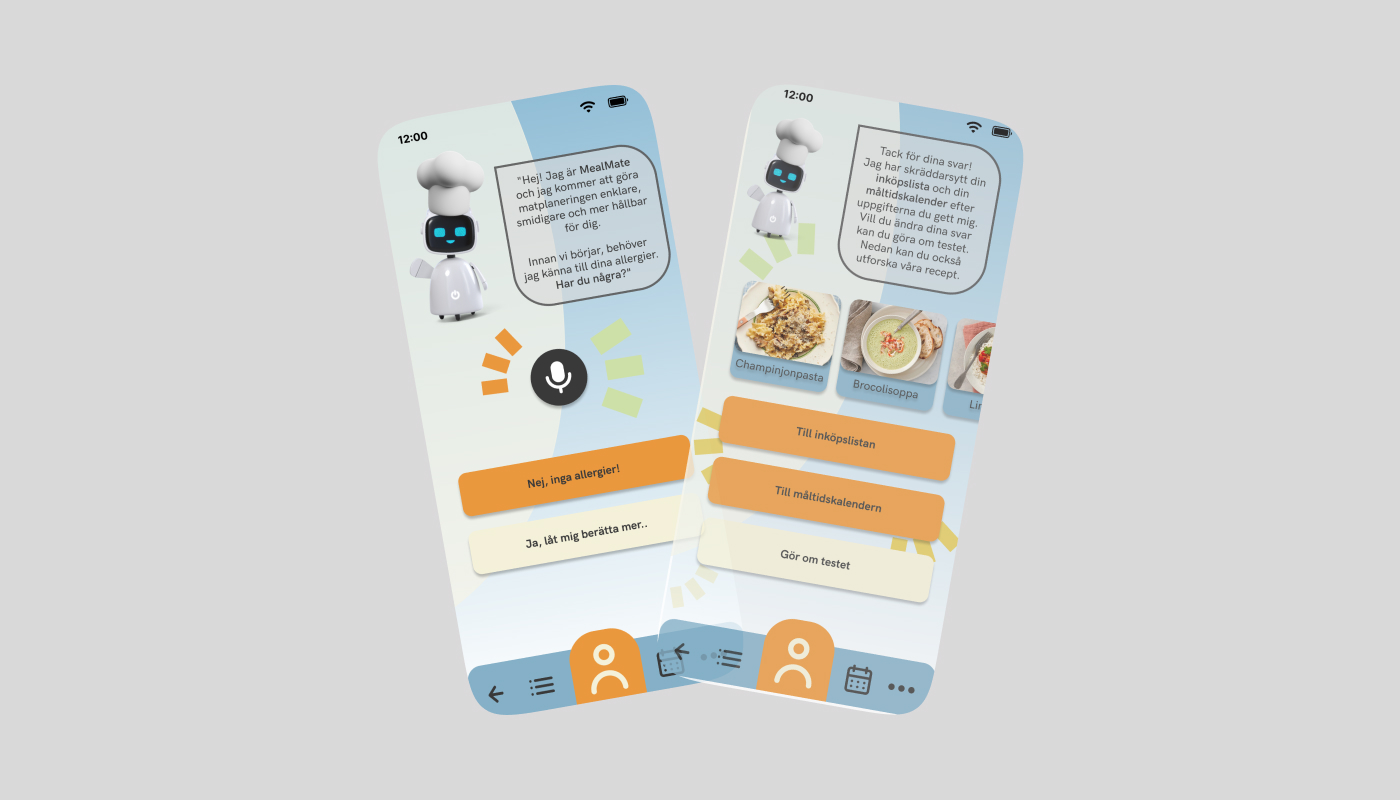 12:00
"Hej! Jag är MealMate
och jag kommer att göra
matplaneringen enklare,
smidigare och mer hållbar
för dig.
Innan vi börjar, behöver
jag känna till dina allergier.
Har du några?"
Nej, inga allergier!
Ja, låt mig berätta mer..
12:00
Tack för dina svar!
Jag har skräddarsytt din
inköpslista och din
måltidskalender efter
uppgifterna du gett mig.
Vill du ändra dina svar
kan du göra om testet.
Nedan kan du också
utforska våra recept.
Champinjonpasta
Brocolisoppa
Till inköpslistan
Till måltidskalendern
Gör om testet